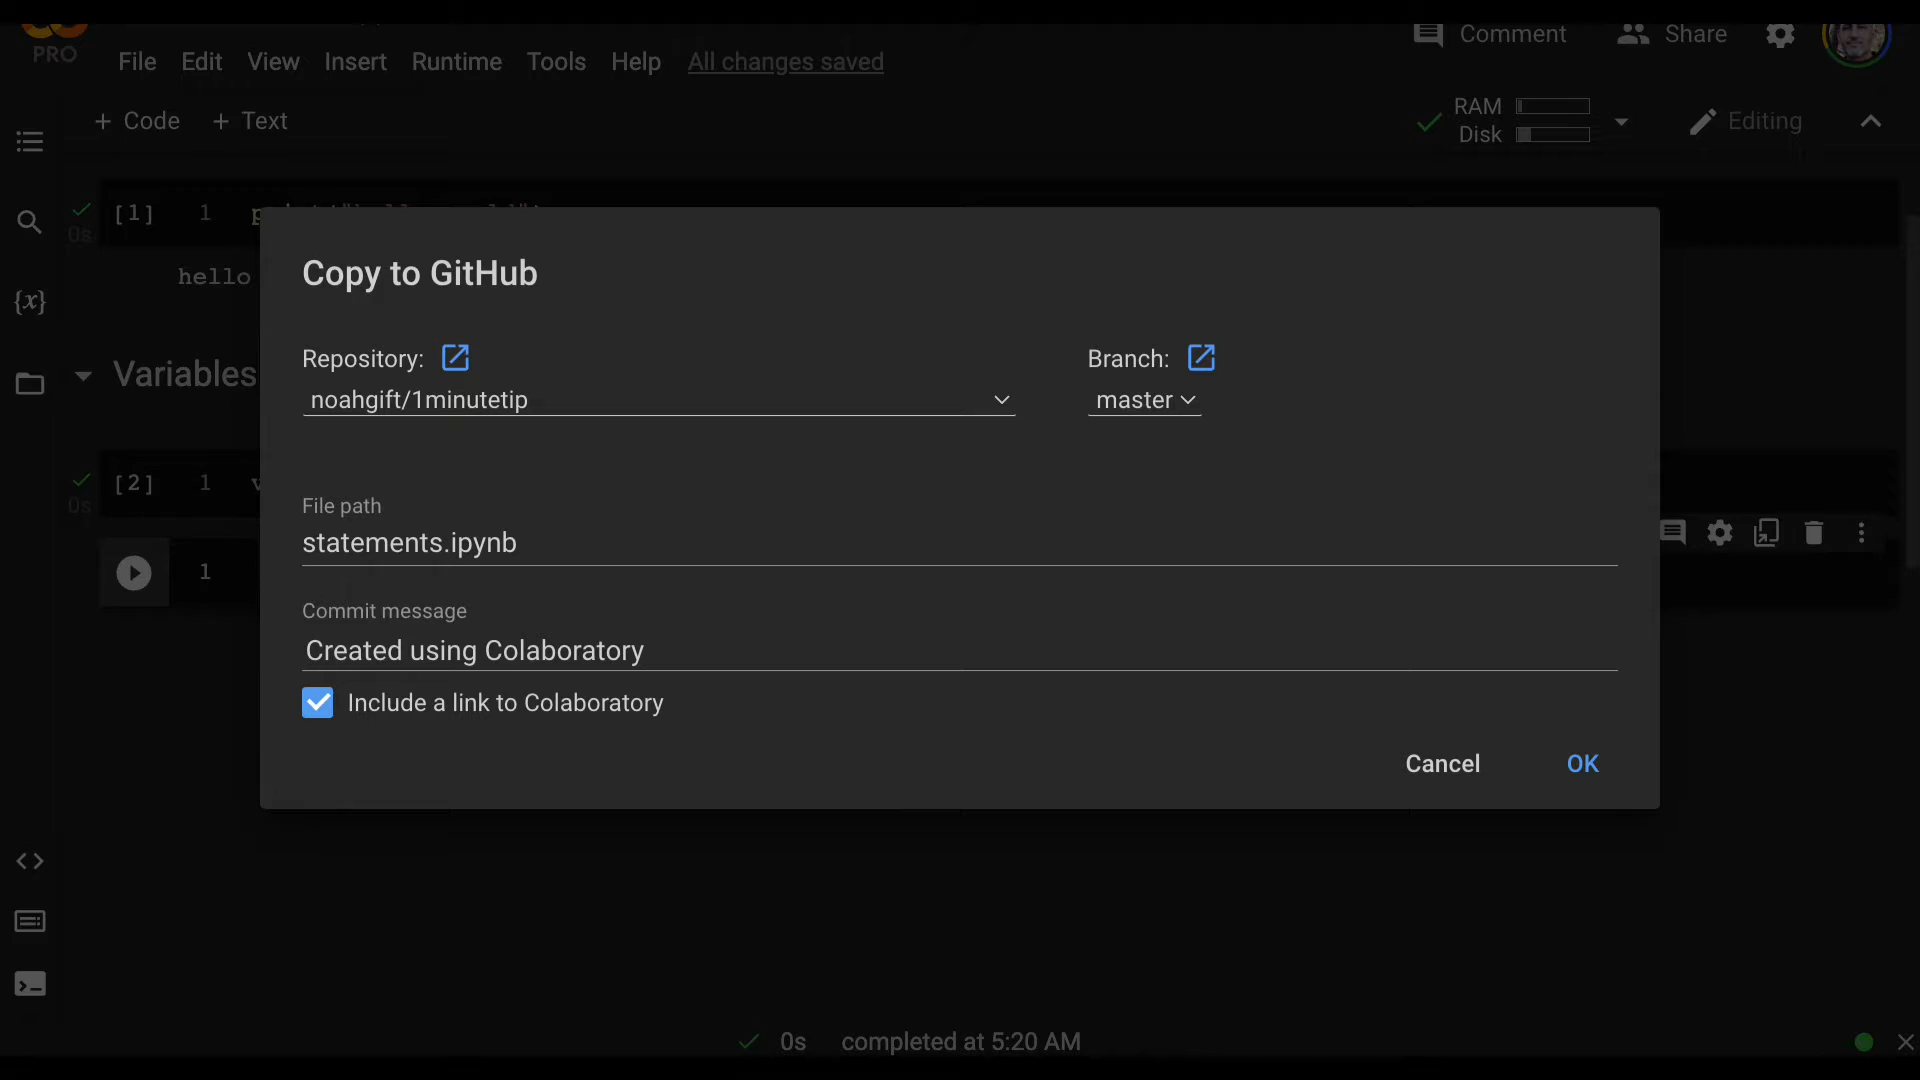 PRO
File Edit View Insert Runtime Tools Help All changes saved
Comment Share
+ Code + Text
RAM
Disk
Editing
[1] 1
0s
hello
{x}
Variables
[2] 1
0s
1
Copy to GitHub
Repository:
noahgift/1minutetip
Branch:
master
File path
statements.ipynb
Commit message
Created using Colaboratory
Include a link to Colaboratory
Cancel OK
0s completed at 5:20 AM